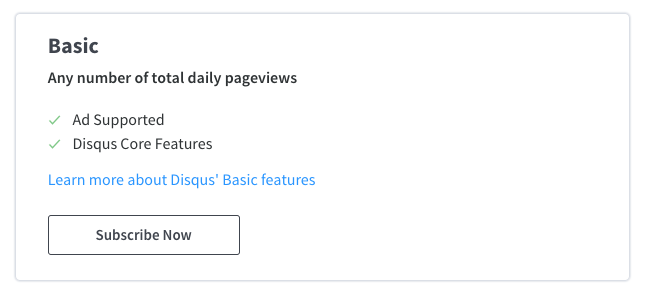 Basic
Any number of total daily pageviews
Ad Supported
Disqus Core Features
Learn more about Disqus' Basic features
Subscribe Now